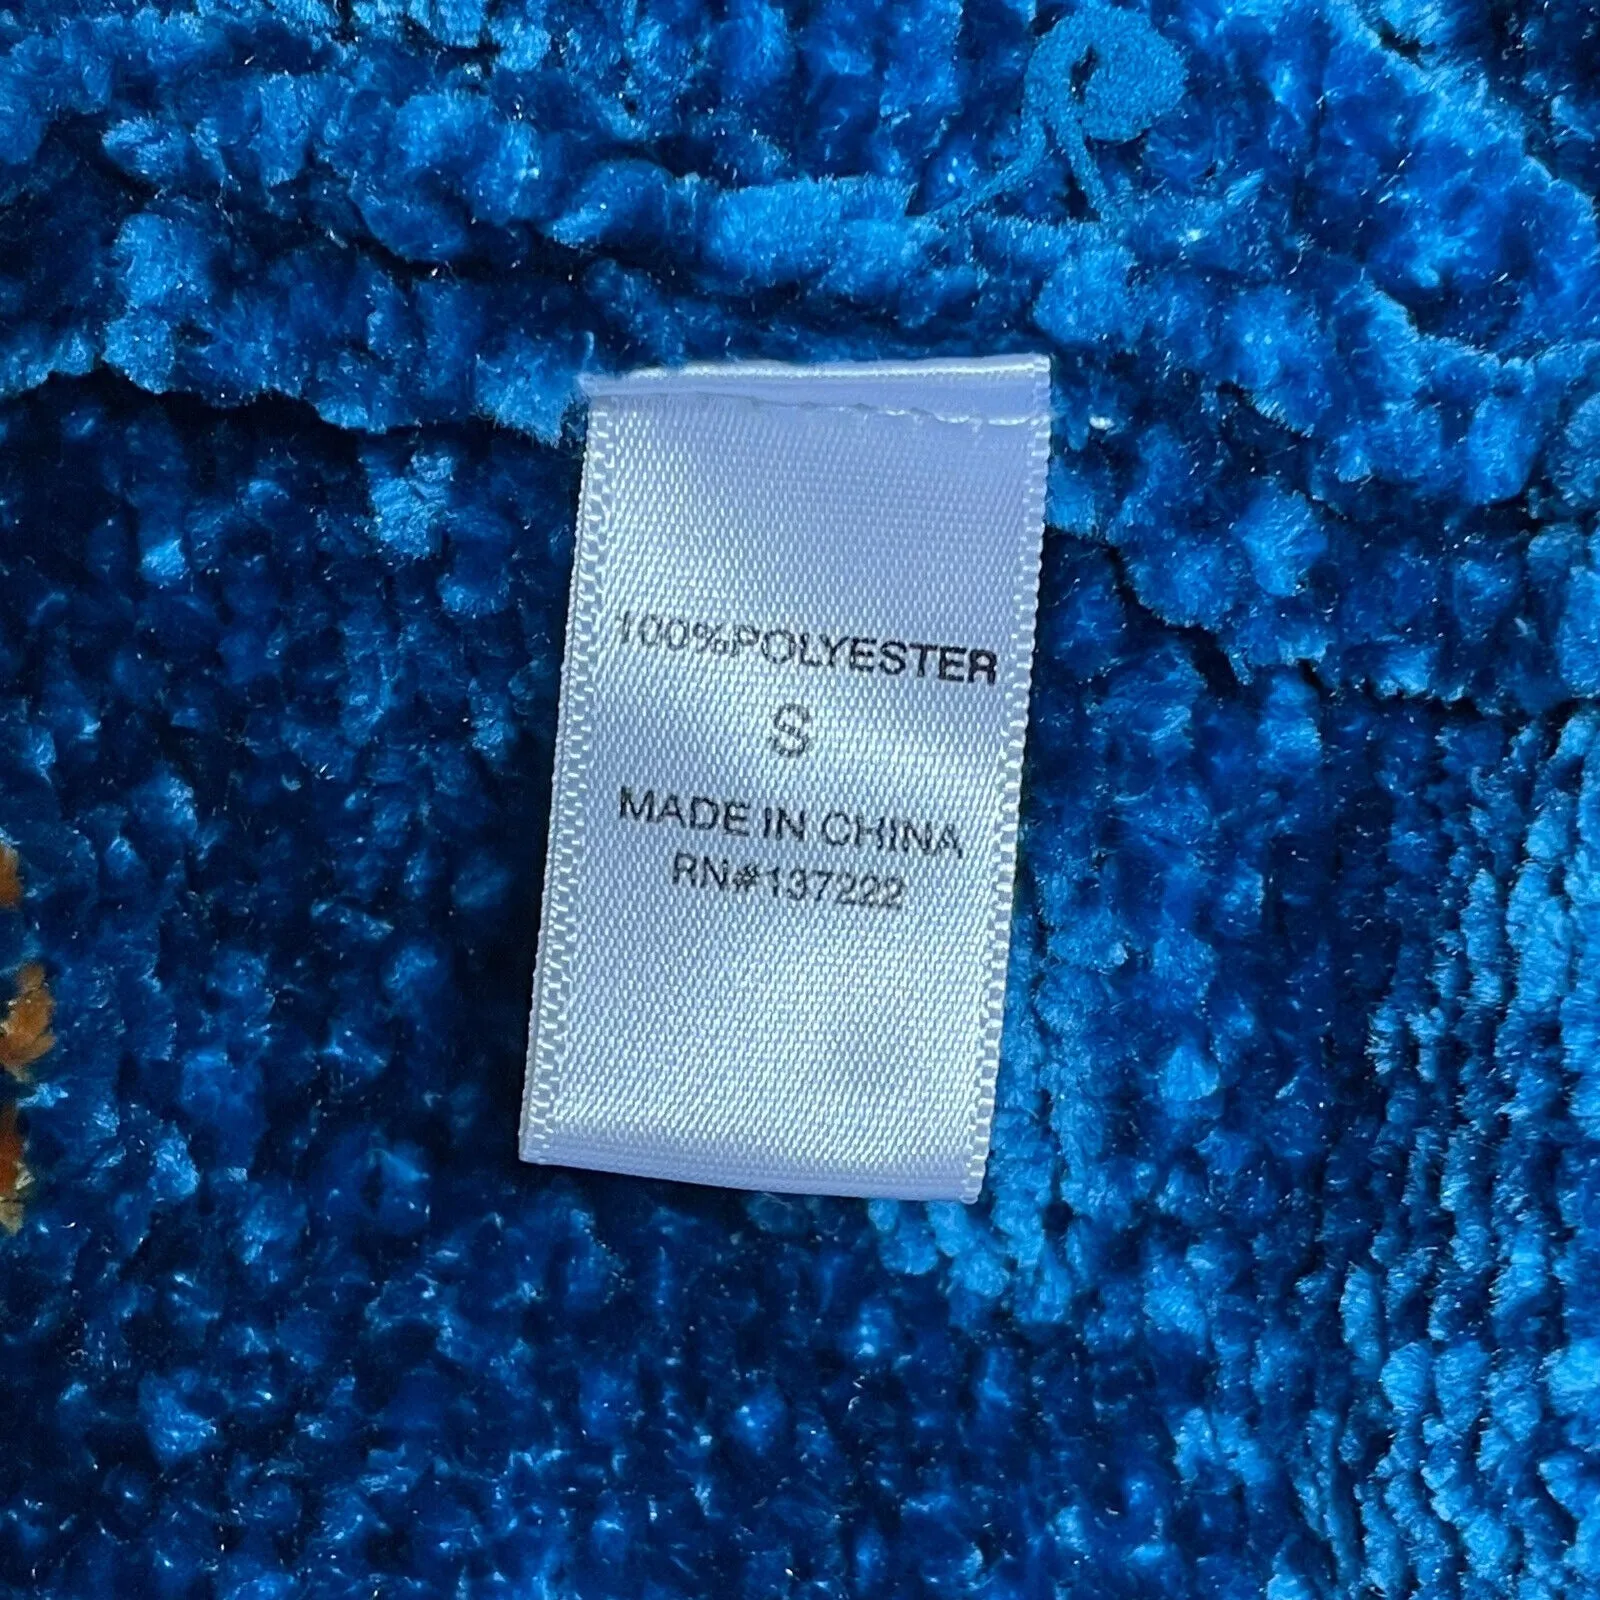 100%POLYESTER
S
MADE IN CHINA
RN#137222